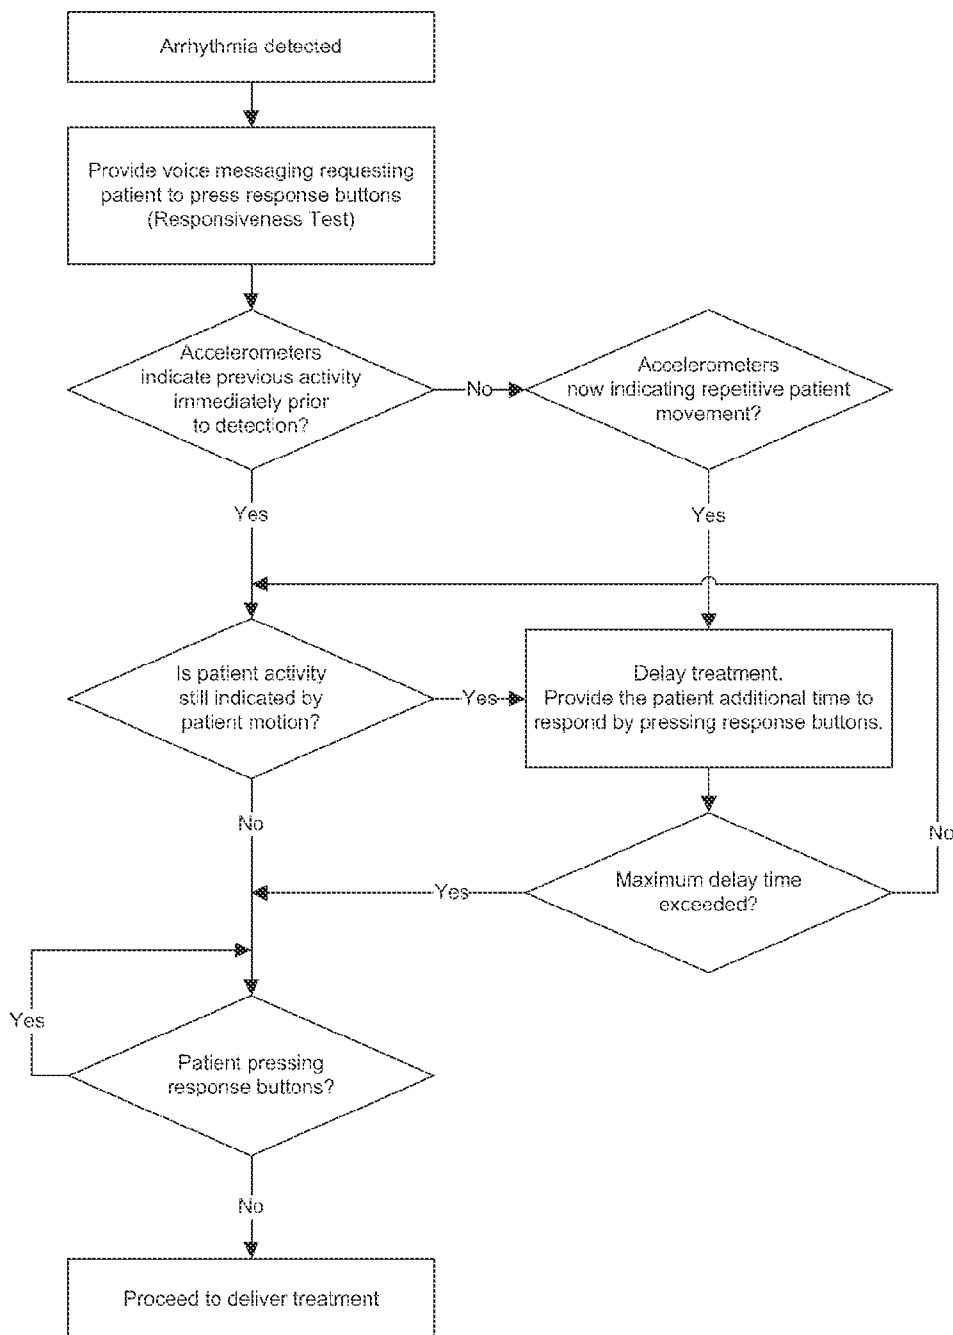 Arrhythmia detected
Provide voice messaging requesting
patient to press response buttons
(Responsiveness Test)
Accelerometers
indicate previous activity
immediately prior
to detection?
No
Accelerometers
now indicating repetitive patient
movement?
Yes
Yes
Is patient activity
still indicated by
patient motion?
Yes
Delay treatment.
Provide the patient additional time to
respond by pressing response buttons.
No
No
Maximum delay time
exceeded?
Yes
Yes
Patient pressing
response buttons?
No
Proceed to deliver treatment